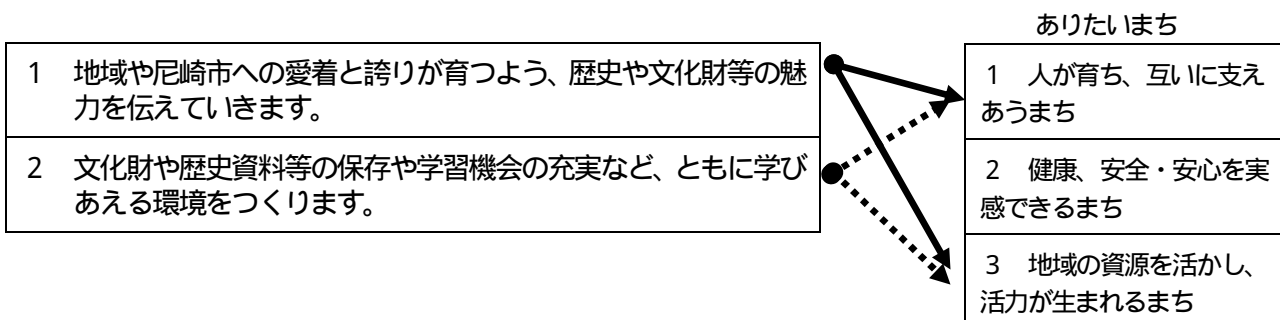 ありたいまち
1 地域や尼崎市への愛着と誇りが育つよう、歴史や文化財等の魅
力を伝えていきます。
2 文化財や歴史資料等の保存や学習機会の充実など、ともに学び
あえる環境をつくります。
1 人が育ち、互いに支え
あうまち
2 健康、安全・安心を実
感できるまち
3 地域の資源を活かし、
活力が生まれるまち